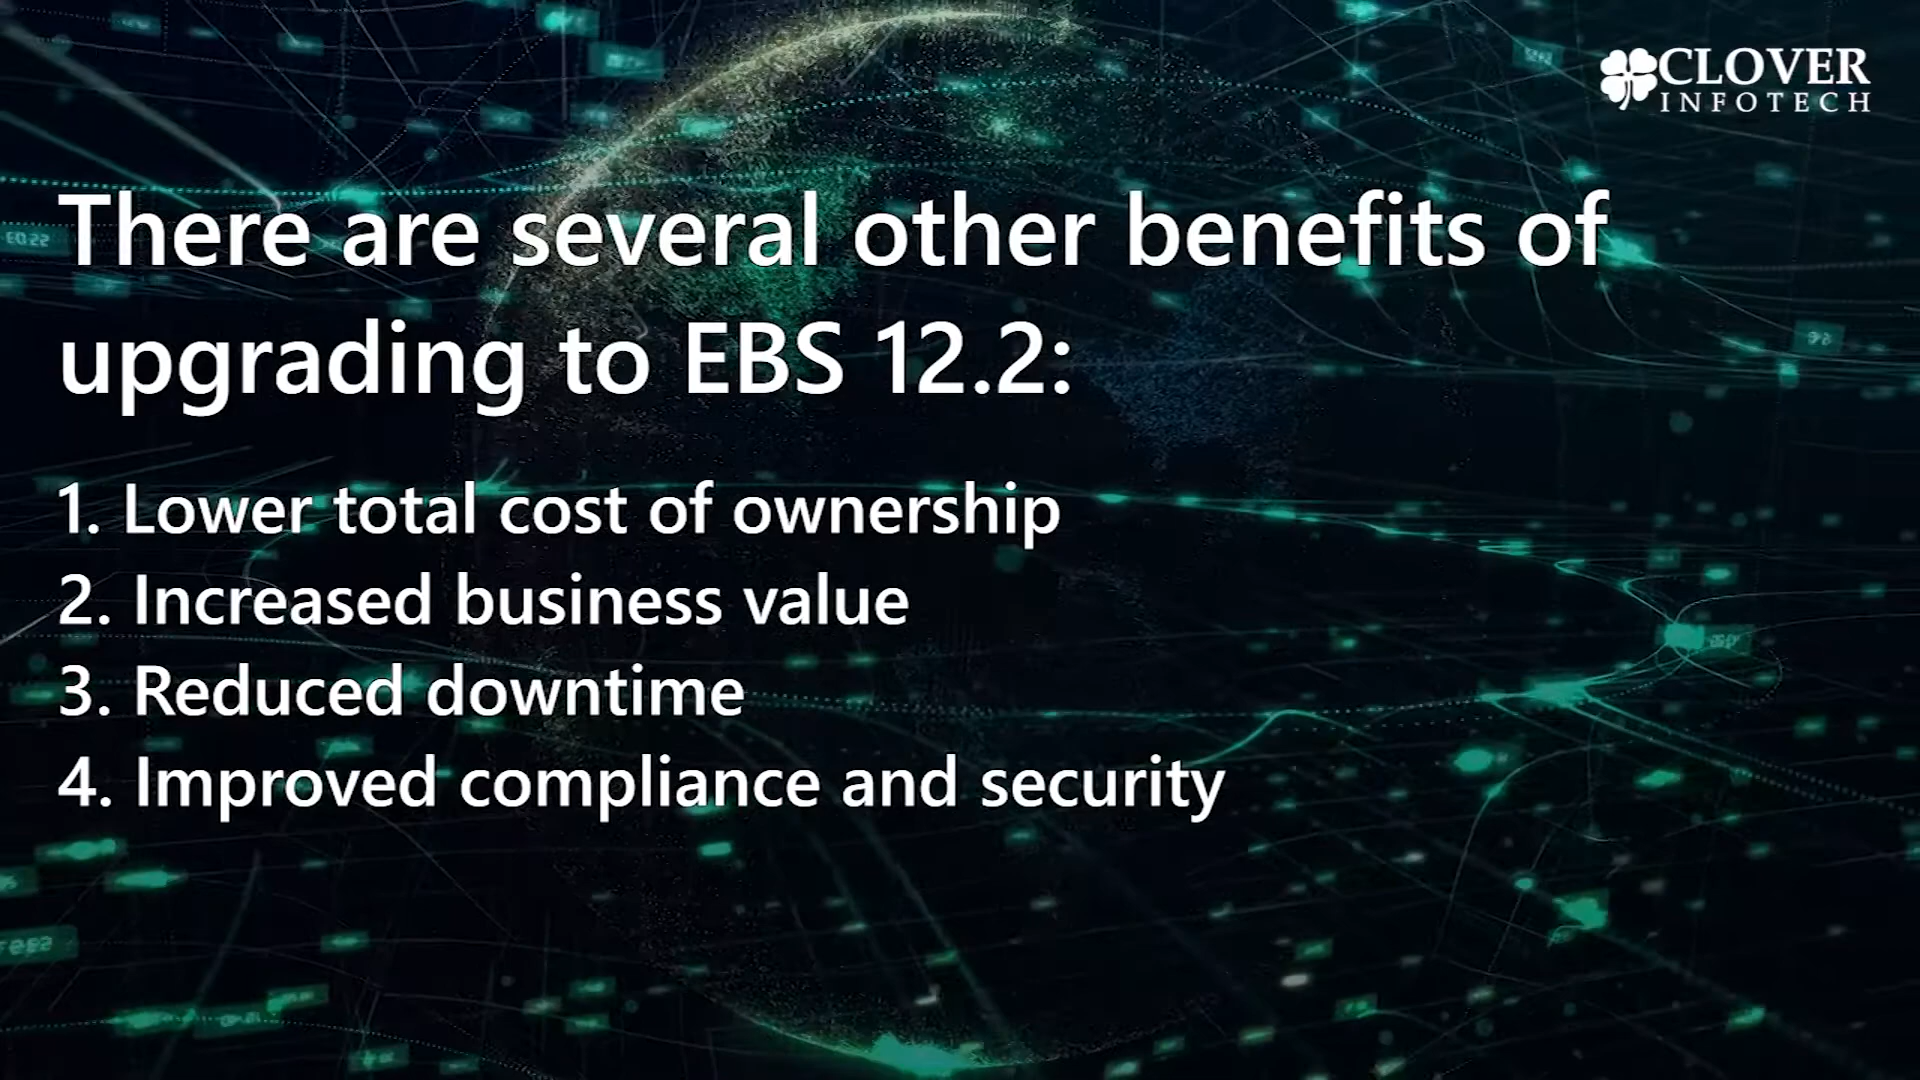 CLOVER
INFOTECH
There are several other benefits of
upgrading to EBS 12.2:
1. Lower total cost of ownership
2. Increased business value
3. Reduced downtime
4. Improved compliance and security